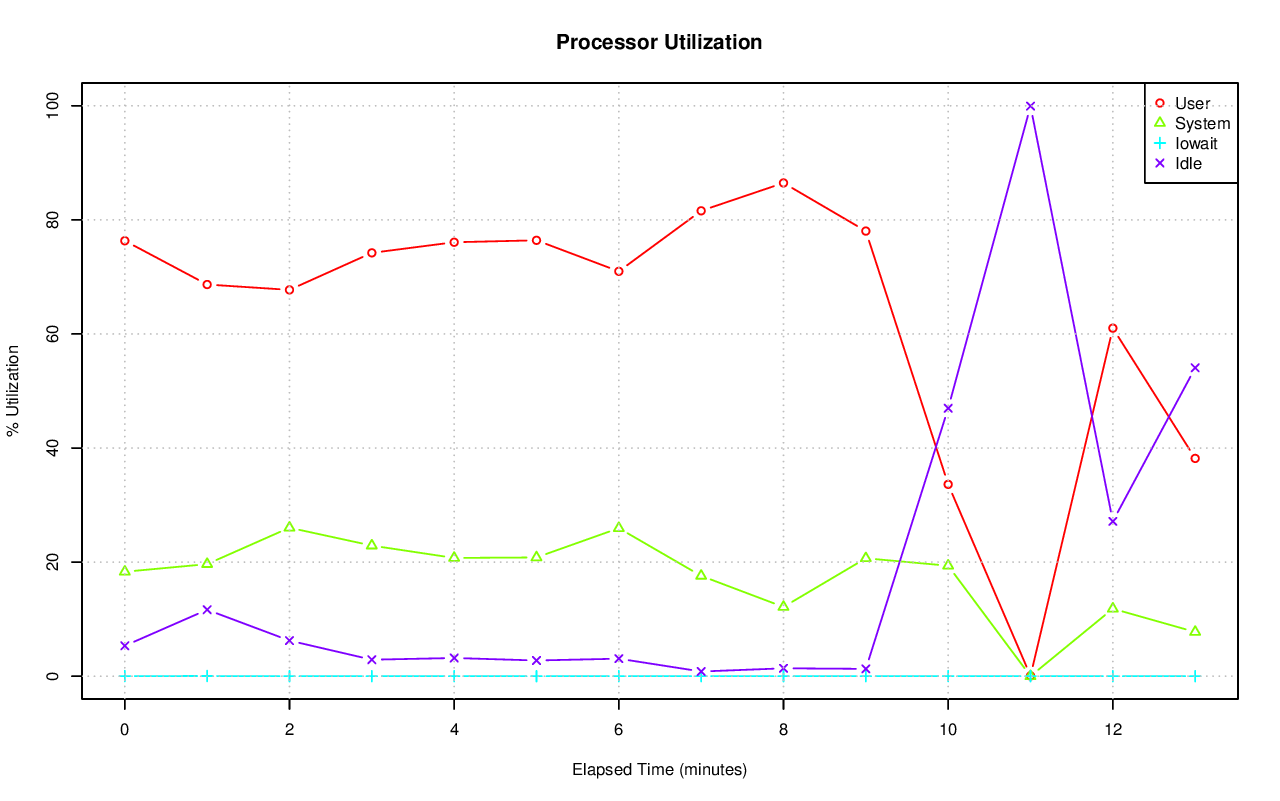 Processor Utilization
User
System
Iowait
Idle
% Utilization
100
80
60
40
20
0
0 2 4 6 8 10 12
Elapsed Time (minutes)